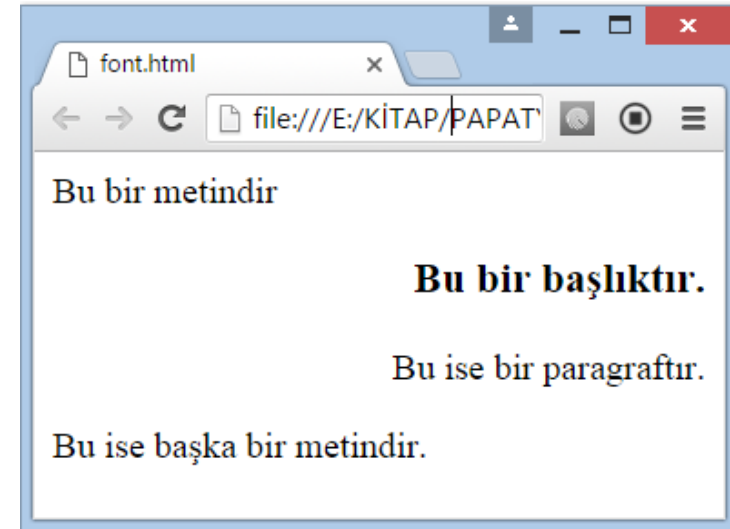 font.html
file:///E:/KİTAP/PAPATY
Bu bir metindir
Bu bir başlıktır.
Bu ise bir paragraftır.
Bu ise başka bir metindir.